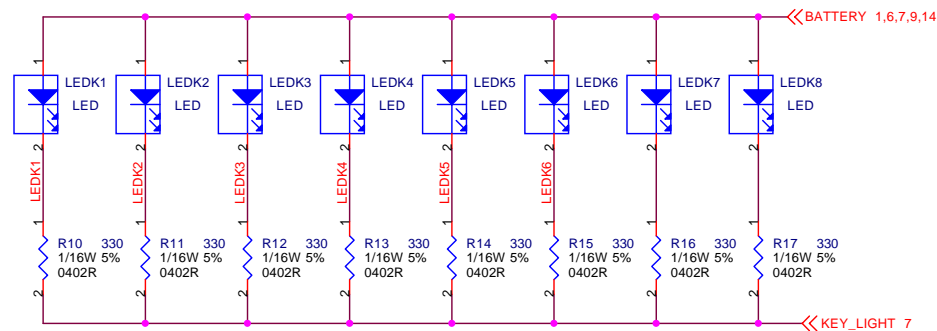 BATTERY 1,6,7,9,14
1 1 1 1 1 1 1 1
LEDK1 LEDK2 LEDK3 LEDK4 LEDK5 LEDK6 LEDK7 LEDK8
LED LED LED LED LED LED LED LED
2 2 2 2 2 2 2 2
LEDK1 LEDK2 LEDK3 LEDK4 LEDK5 LEDK6
1 1 1 1 1 1 1 1
R10 330 R11 330 R12 330 R13 330 R14 330 R15 330 R16 330 R17 330
1/16W 5% 1/16W 5% 1/16W 5% 1/16W 5% 1/16W 5% 1/16W 5% 1/16W 5% 1/16W 5%
0402R 0402R 0402R 0402R 0402R 0402R 0402R 0402R
2 2 2 2 2 2 2 2
KEY_LIGHT 7